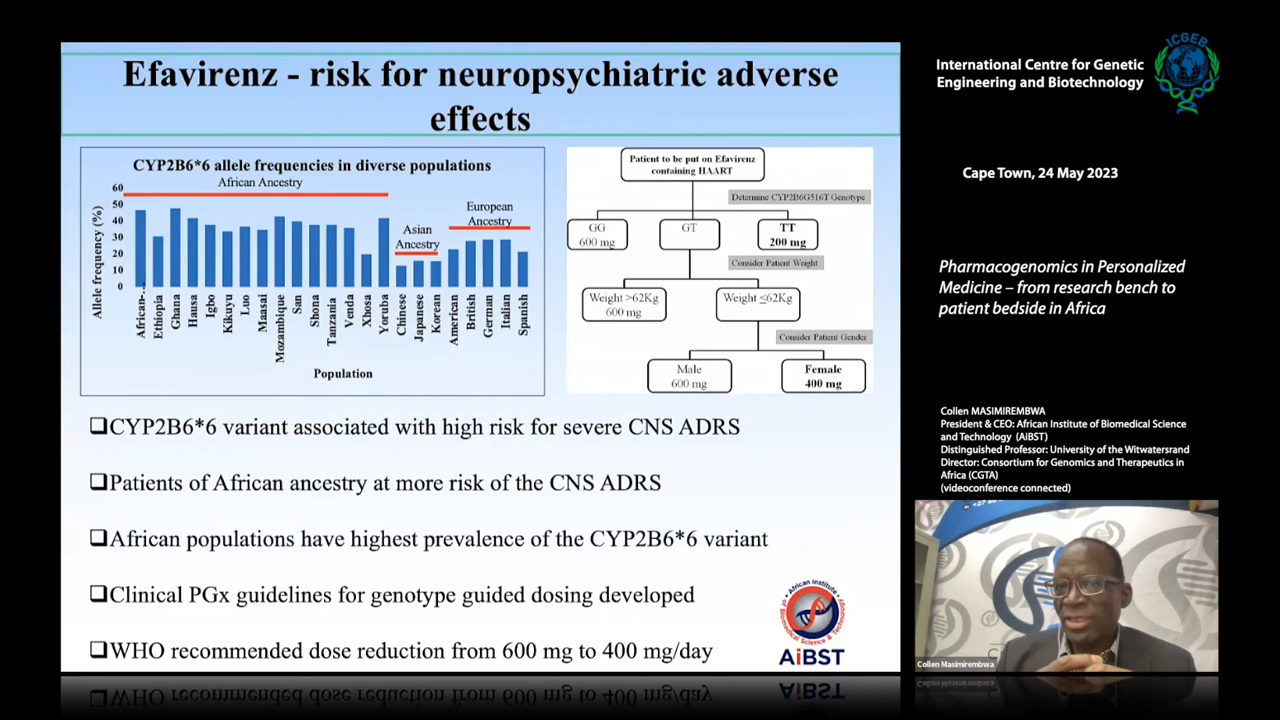 Efavirenz - risk for neuropsychiatric adverse
effects
CYP2B6*6 allele frequencies in diverse populations
African Ancestry
European
Ancestry
Asian
Ancestry
Allele frequency (%)
60
50
40
30
20
10
0
African-...
Ethiopia
Ghana
Hausa
Igbo
Kikuyu
Luo
Maasai
Mozambique
San
Shona
Tanzania
Venda
Xhosa
Yoruba
Chinese
Japanese
Korean
American
British
German
Italian
Spanish
Population
Patient to be put on Efavirenz
containing HAART
Determine CYP2B6G516T Genotype
GG
600 mg
GT
TT
200 mg
Consider Patient Weight
Weight >62Kg
600 mg
Weight ≤62Kg
Consider Patient Gender
Male
600 mg
Female
400 mg
❑CYP2B6*6 variant associated with high risk for severe CNS ADRS
❑Patients of African ancestry at more risk of the CNS ADRS
❑African populations have highest prevalence of the CYP2B6*6 variant
❑Clinical PGx guidelines for genotype guided dosing developed
❑WHO recommended dose reduction from 600 mg to 400 mg/day
African Institute
of Biomedical Science & Technology
AiBST
International Centre for Genetic
Engineering and Biotechnology
ICGEB
Cape Town, 24 May 2023
Pharmacogenomics in Personalized
Medicine – from research bench to
patient bedside in Africa
Collen MASIMIREMBWA
President & CEO: African Institute of Biomedical Science
and Technology (AiBST)
Distinguished Professor: University of the Witwatersrand
Director: Consortium for Genomics and Therapeutics in
Africa (CGTA)
(videoconference connected)
Collen Masimirembwa